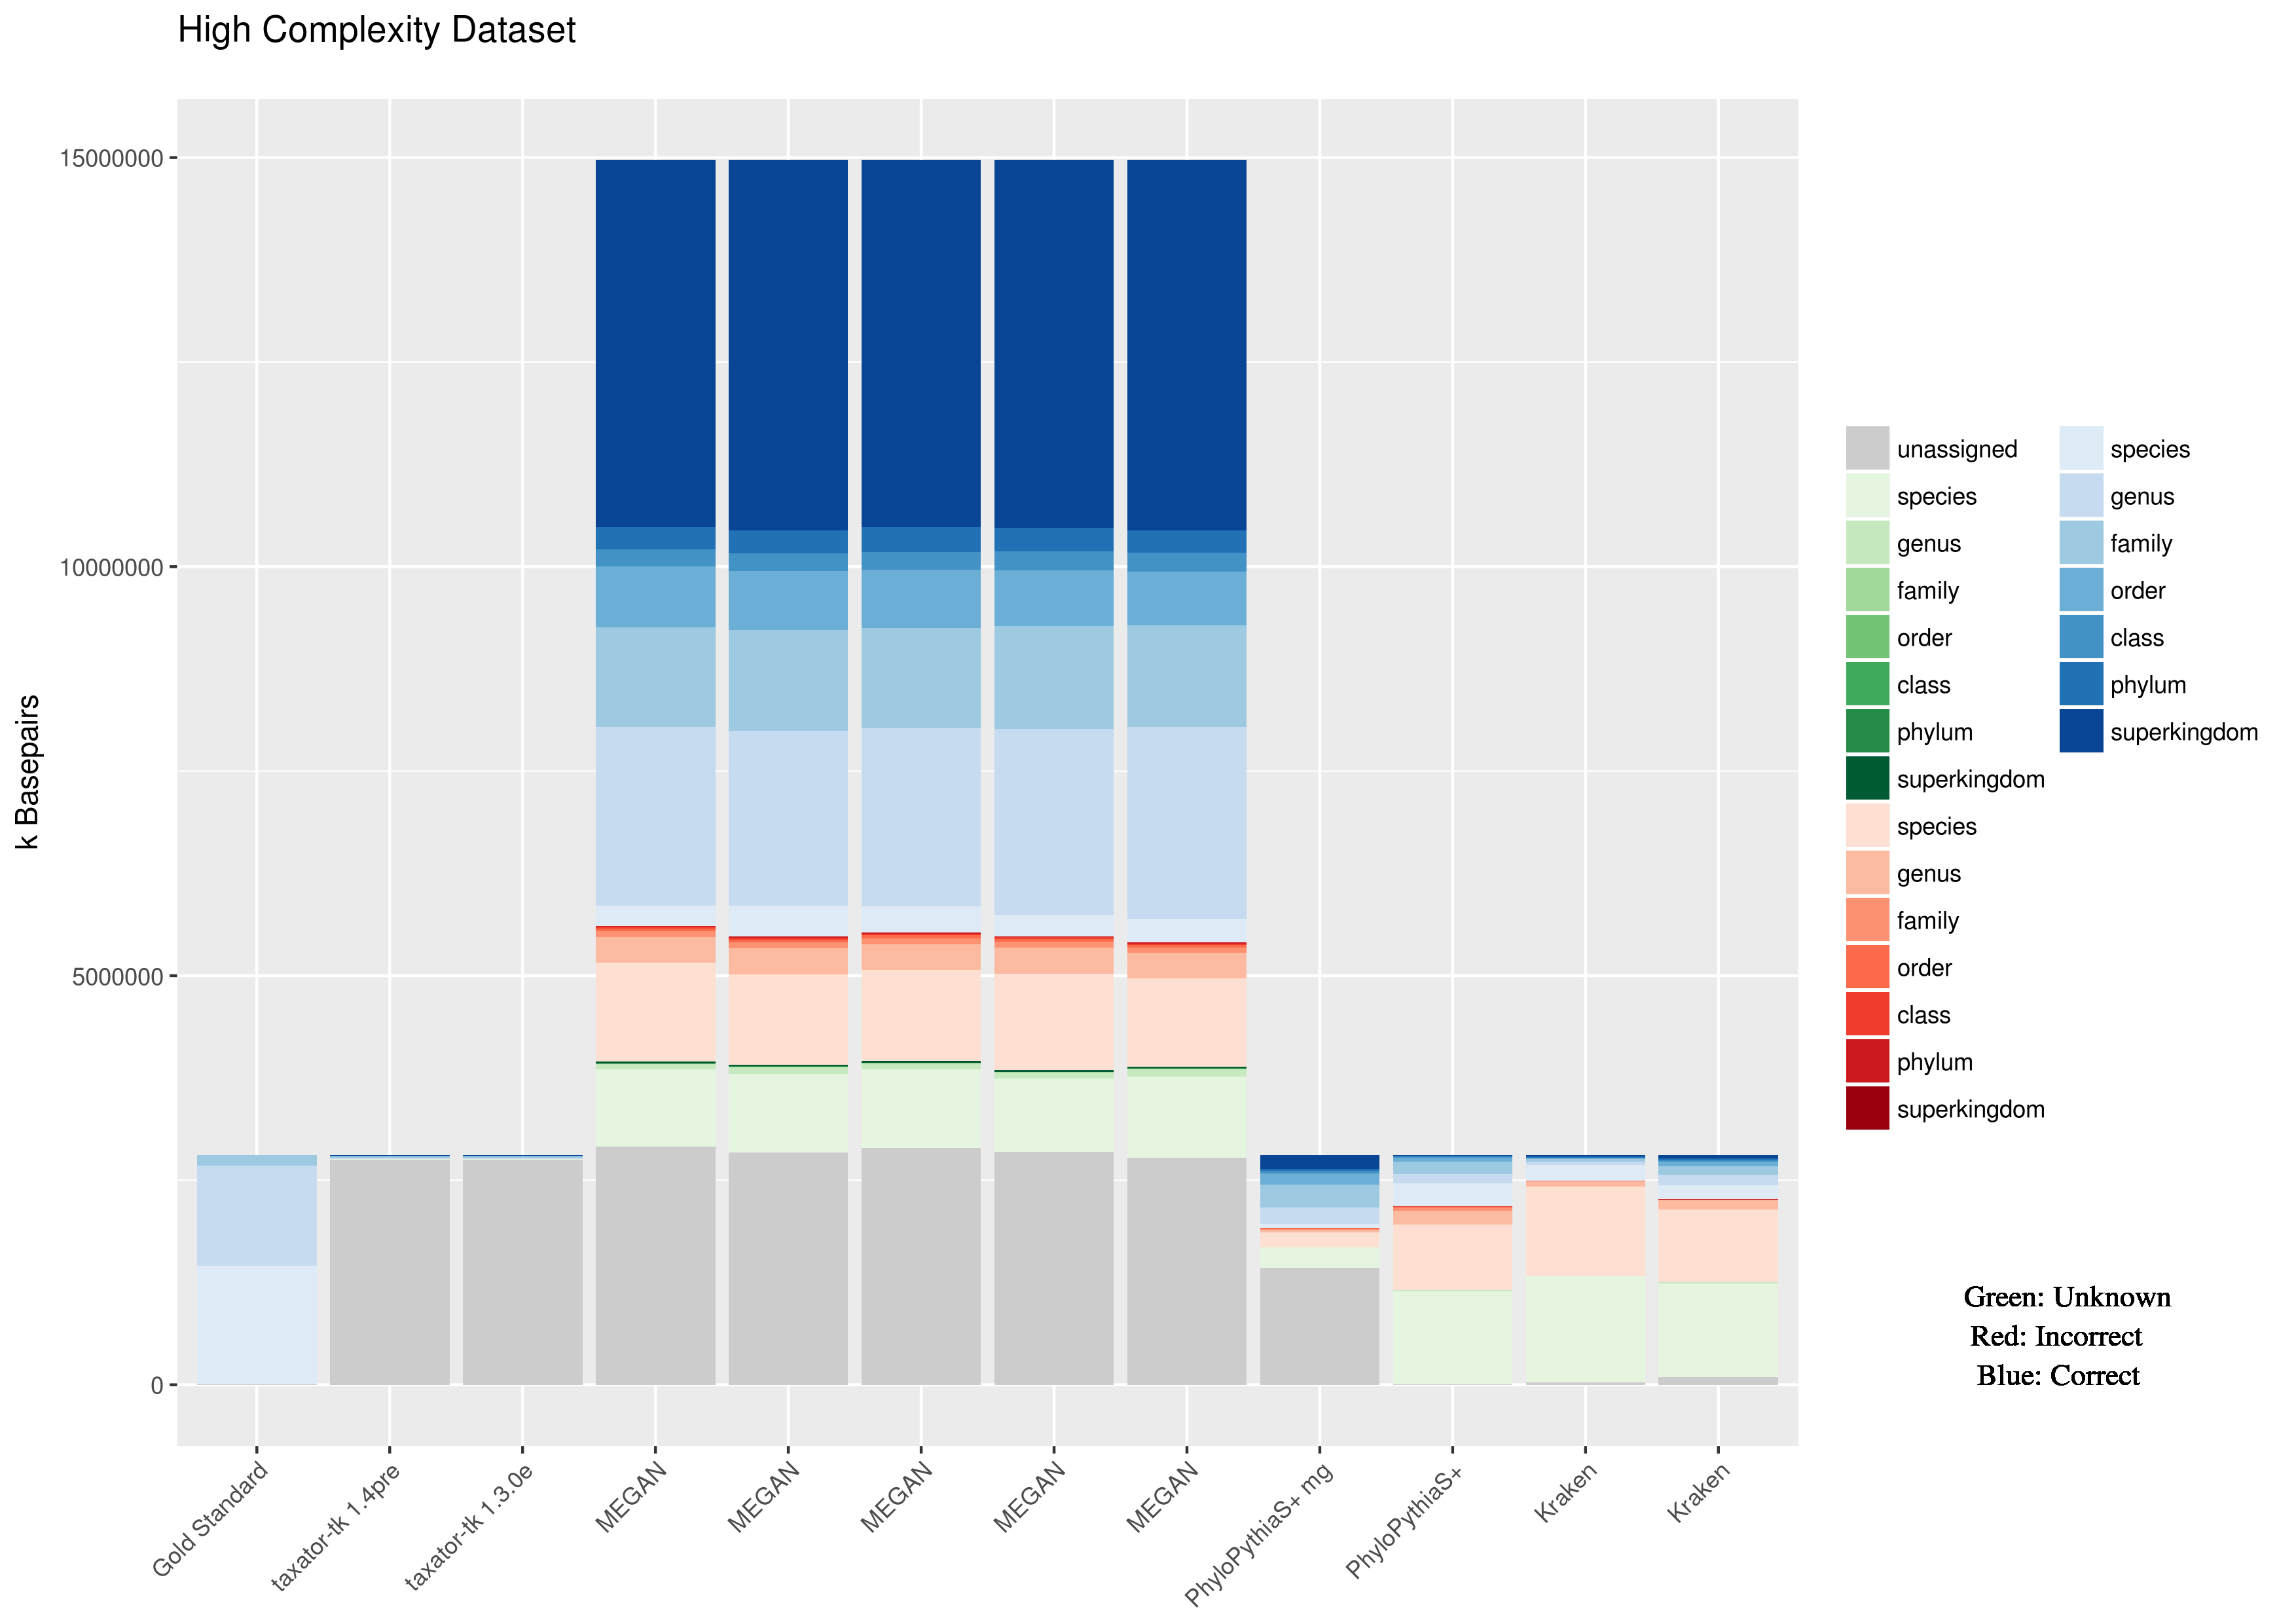 High Complexity Dataset
k Basepairs
15000000
10000000
5000000
0
Gold Standard
taxator-tk 1.4pre
taxator-tk 1.3.0e
MEGAN
MEGAN
MEGAN
MEGAN
MEGAN
PhyloPythiaS+ mg
PhyloPythiaS+
Kraken
Kraken
unassigned
species
genus
family
order
class
phylum
superkingdom
species
genus
family
order
class
phylum
superkingdom
species
genus
family
order
class
phylum
superkingdom
Green: Unknown
Red: Incorrect
Blue: Correct